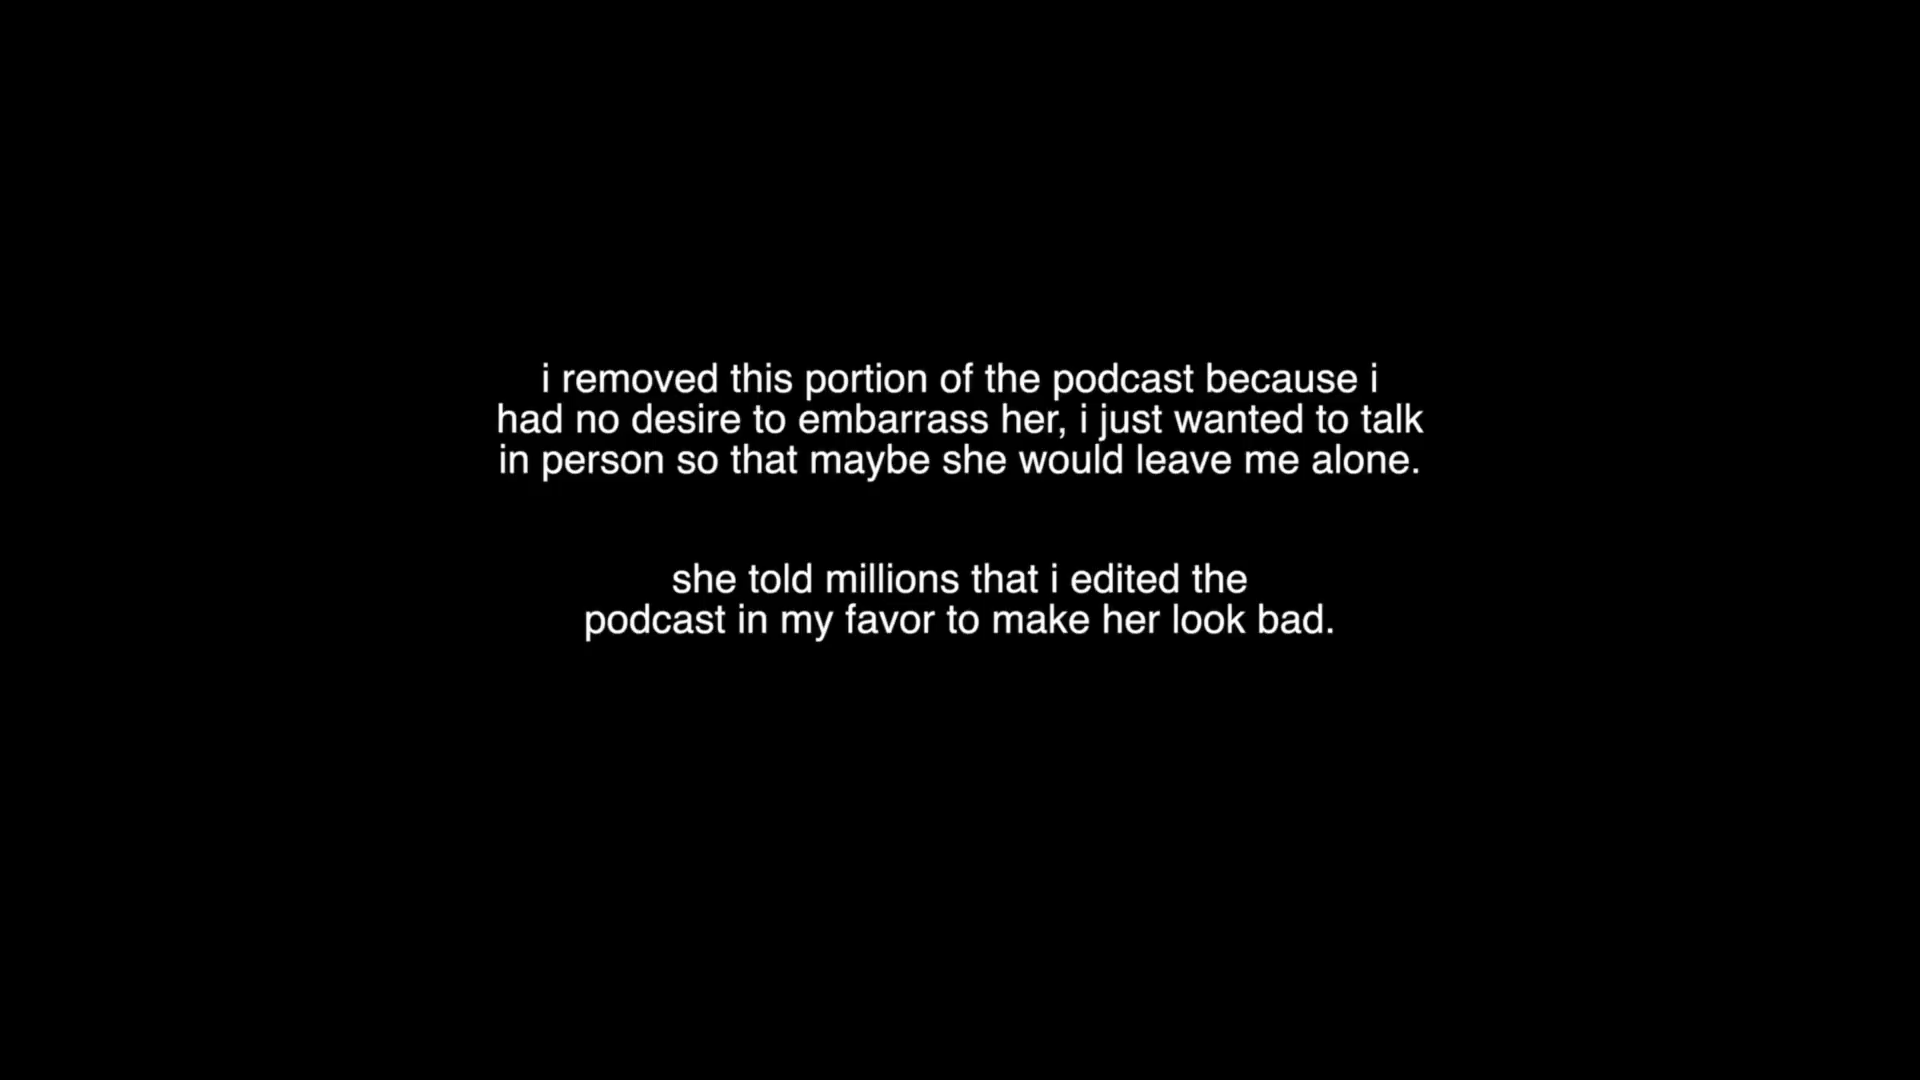 i removed this portion of the podcast because i
had no desire to embarrass her, i just wanted to talk
in person so that maybe she would leave me alone.
she told millions that i edited the
podcast in my favor to make her look bad.